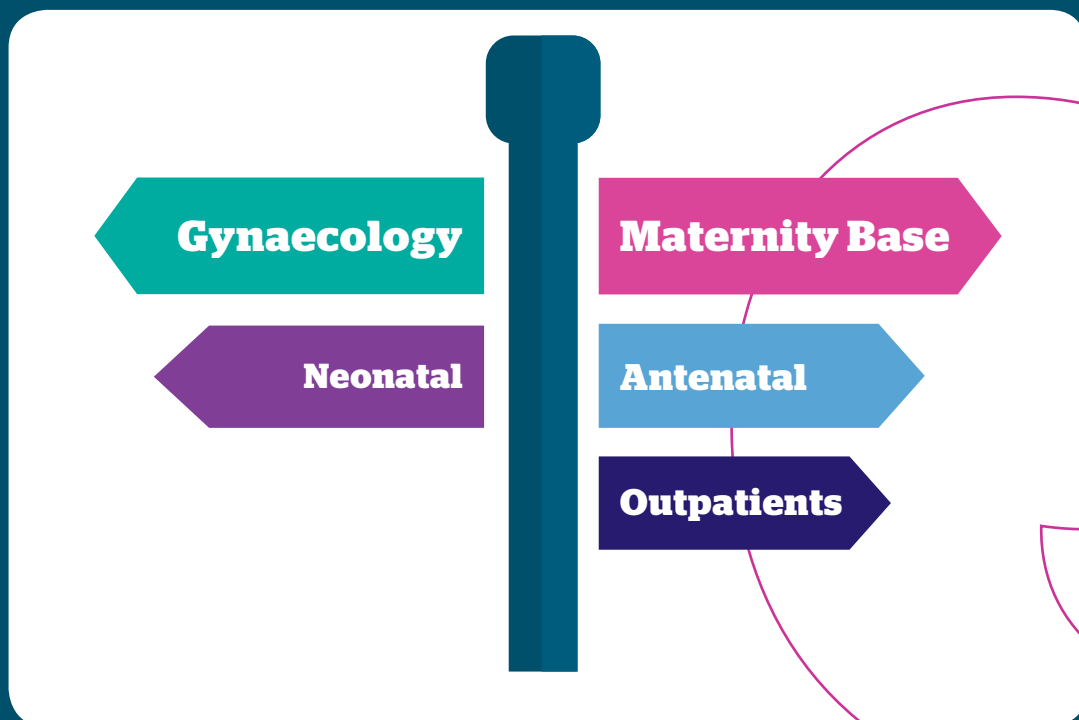 Gynaecology
Maternity Base
Neonatal
Antenatal
Outpatients